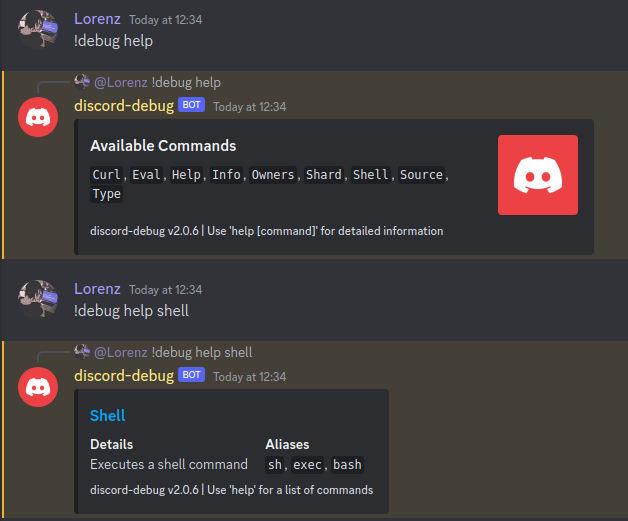 Lorenz Today at 12:34
!debug help
@Lorenz !debug help
discord-debug BOT Today at 12:34
Available Commands
Curl, Eval, Help, Info, Owners, Shard, Shell, Source,
Type
discord-debug v2.0.6 | Use 'help [command]' for detailed information
Lorenz Today at 12:34
!debug help shell
@Lorenz !debug help shell
discord-debug BOT Today at 12:34
Shell
Details Aliases
Executes a shell command sh, exec, bash
discord-debug v2.0.6 | Use 'help' for a list of commands